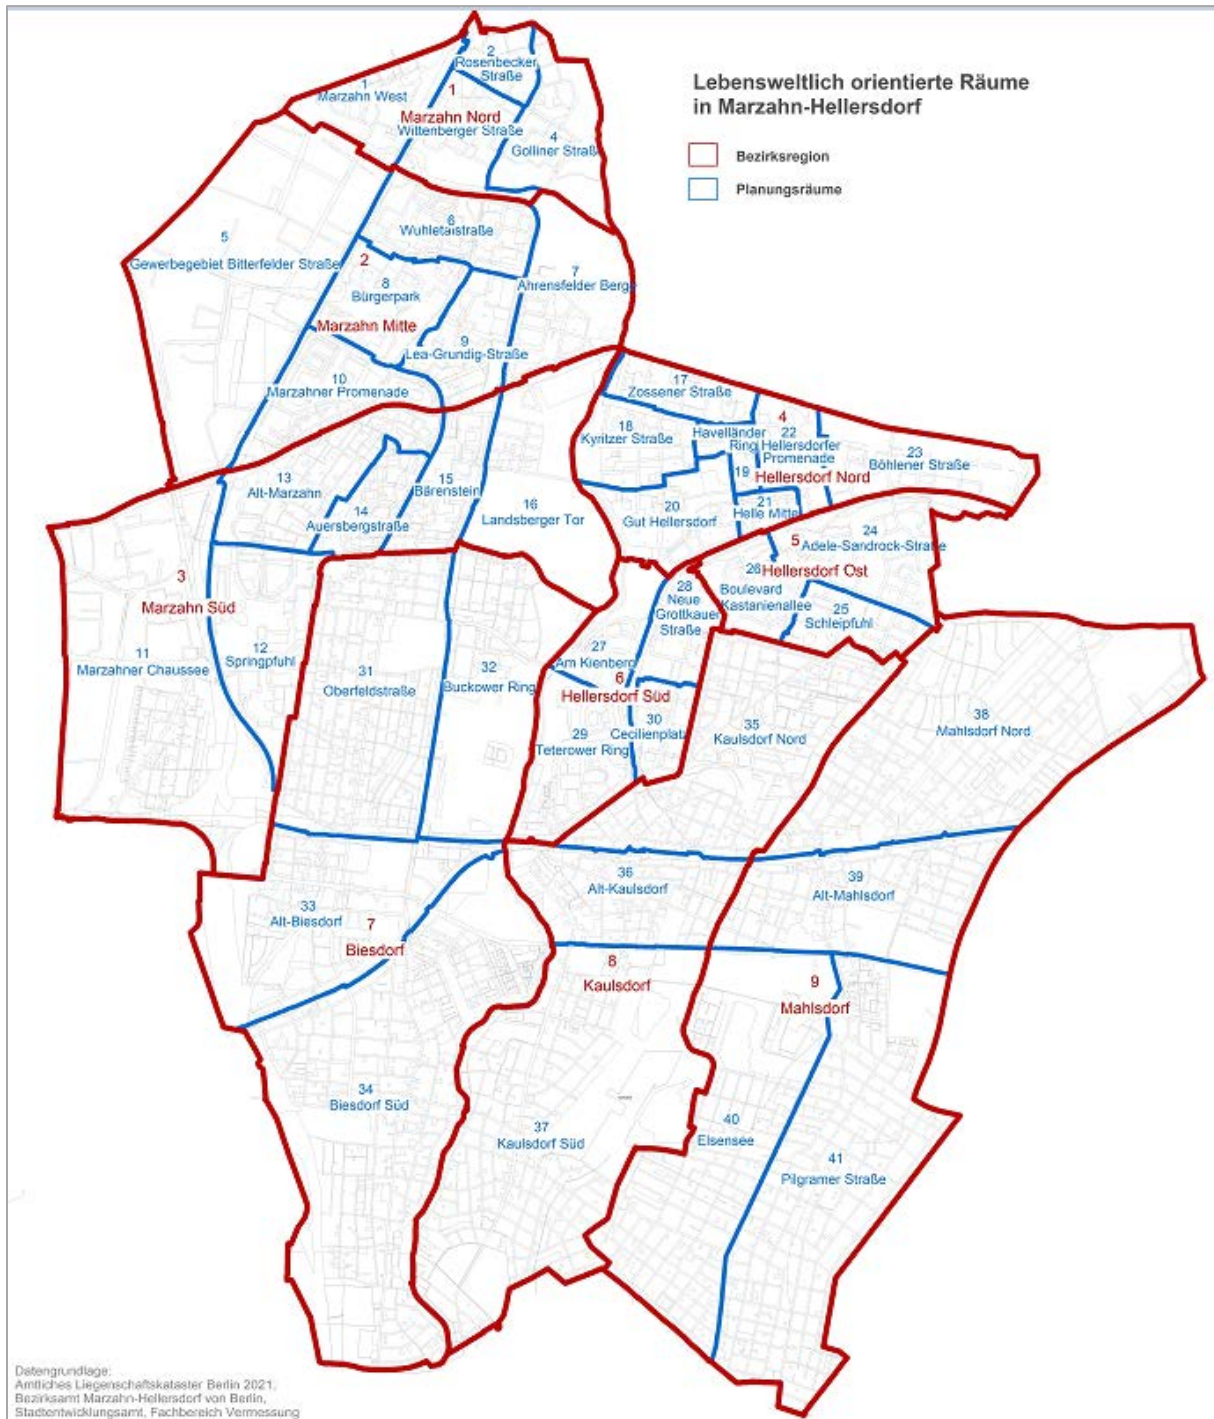 Lebensweltlich orientierte Räume
in Marzahn-Hellersdorf
Bezirksregion
Planungsräume
2
Rosenbecker
Straße
1
Marzahn West
1
Marzahn Nord
Wittenberger Straße
4
Golliner Straße
5
Gewerbegebiet Bitterfelder Straße
6
Wuhletalstraße
2
7
Ahrensfelder Berge
8
Bürgerpark
Marzahn Mitte
9
Lea-Grundig-Straße
10
Marzahner Promenade
17
Zossener Straße
4
18
Kyritzer Straße
Havelländer
Ring
19
22
Hellersdorfer
Promenade
23
Böhlener Straße
Hellersdorf Nord
13
Alt-Marzahn
15
Bärenstein
14
Auersbergstraße
16
Landsberger Tor
20
Gut Hellersdorf
21
Helle Mitte
24
Adele-Sandrock-Straße
5
Hellersdorf Ost
26
Boulevard
Kastanienallee
25
Schleipfuhl
3
Marzahn Süd
28
Neue
Grottkauer
Straße
11
Marzahner Chaussee
12
Springpfuhl
31
Oberfeldstraße
32
Buckower Ring
27
Am Kienberg
6
Hellersdorf Süd
29
Teterower Ring
30
Cecilienplatz
35
Kaulsdorf Nord
38
Mahlsdorf Nord
36
Alt-Kaulsdorf
39
Alt-Mahlsdorf
33
Alt-Biesdorf
7
Biesdorf
8
Kaulsdorf
9
Mahlsdorf
34
Biesdorf Süd
37
Kaulsdorf Süd
40
Elsensee
41
Pilgramer Straße
Datengrundlage:
Amtliches Liegenschaftskataster Berlin 2021,
Bezirksamt Marzahn-Hellersdorf von Berlin,
Stadtentwicklungsamt, Fachbereich Vermessung